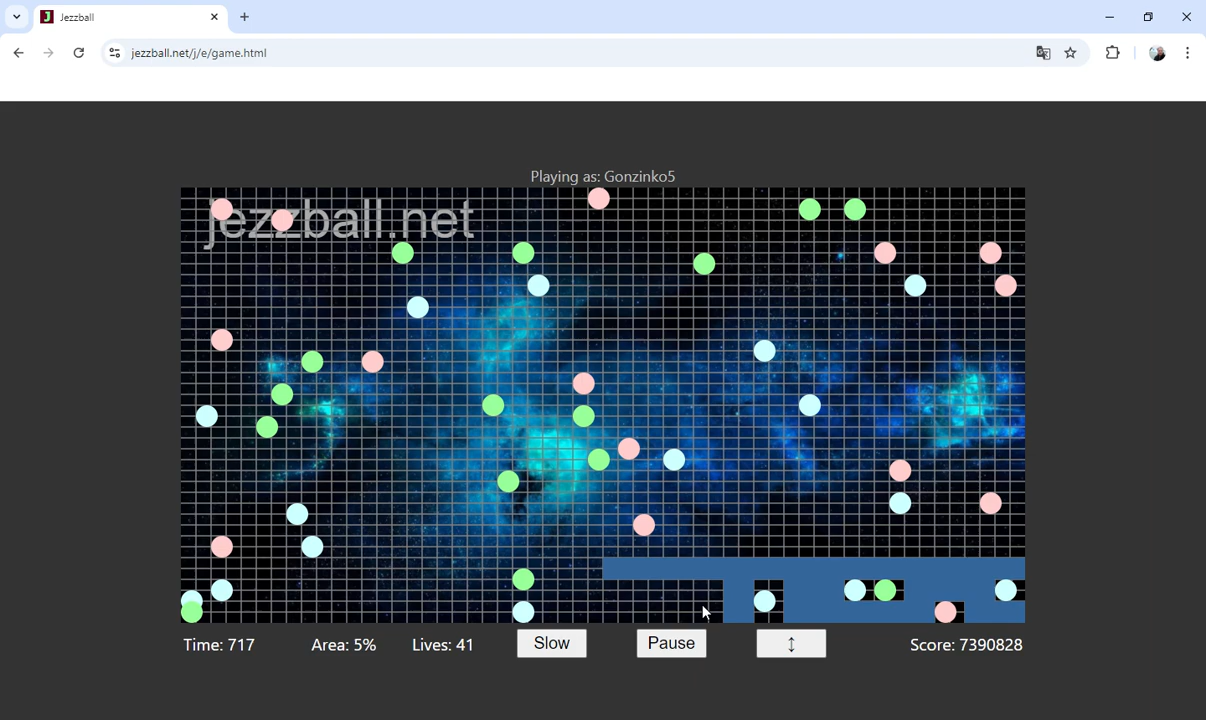 Jezzball
jezzball.net/j/e/game.html
Playing as: Gonzinko5
jezzball.net
Time: 717 Area: 5% Lives: 41 Slow Pause ↕ Score: 7390828